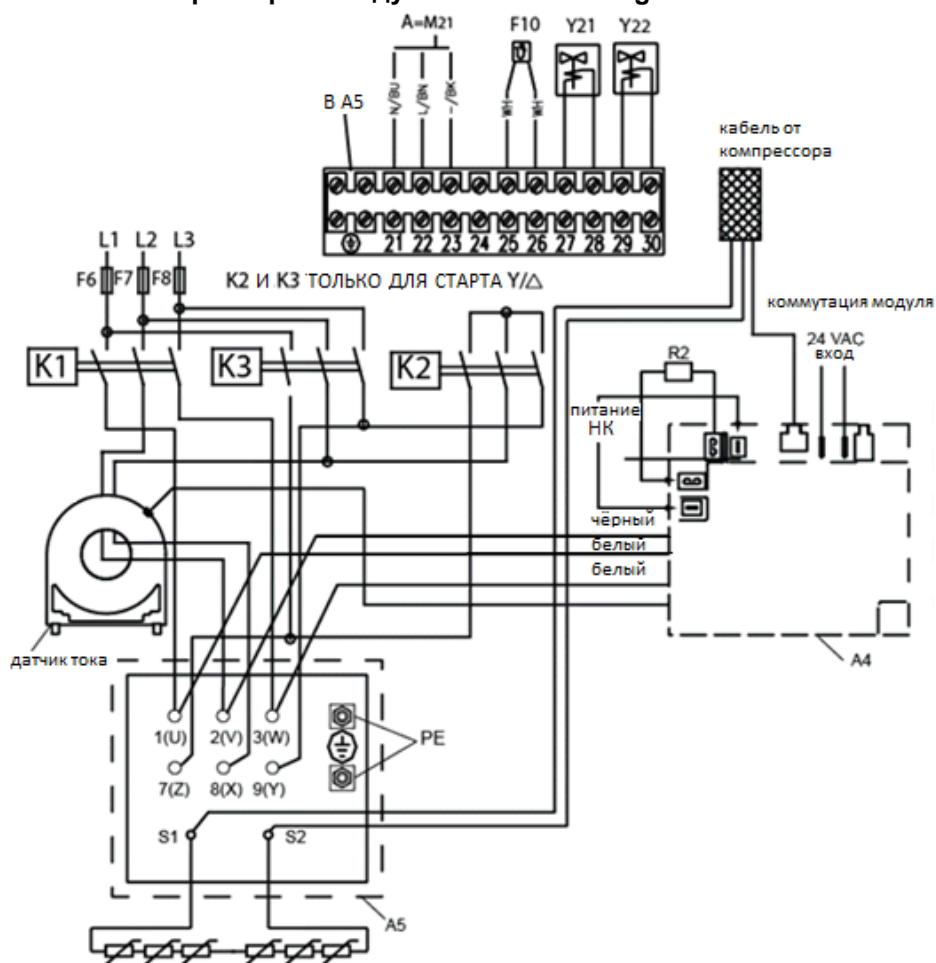 A=M21
F10
Y21
Y22
N/BU
L/BN
-/BK
WH
WH
В A5
кабель от
компрессора
21 22 23 24 25 26 27 28 29 30
L1 L2 L3
F6 F7 F8
K2 И K3 ТОЛЬКО ДЛЯ СТАРТА Y/△
коммутация модуля
24 VAC
вход
K1
K3
K2
R2
питание
НК
чёрный
белый
белый
датчик тока
A4
1(U) 2(V) 3(W)
PE
7(Z) 8(X) 9(Y)
S1
S2
A5